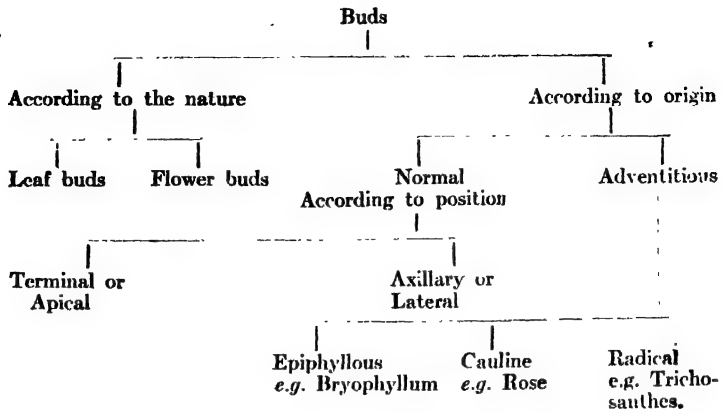 Buds
According to the nature
According to origin
Leaf buds
Flower buds
Normal
According to position
Adventitious
Terminal or
Apical
Axillary or
Lateral
Epiphyllous
e.g. Bryophyllum
Cauline
e.g. Rose
Radical
e.g. Tricho-
santhes.